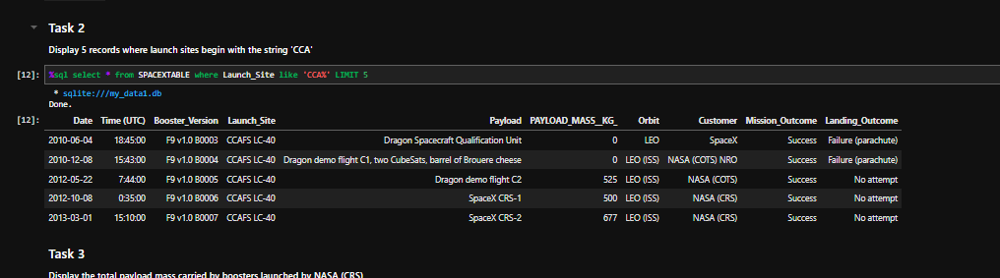 Task 2
Display 5 records where launch sites begin with the string 'CCA'
[12]: %sql select * from SPACEXTABLE where Launch_Site like 'CCA%' LIMIT 5
* sqlite:///my_data1.db
Done.
[12]: Date Time (UTC) Booster_Version Launch_Site Payload PAYLOAD_MASS__KG_ Orbit Customer Mission_Outcome Landing_Outcome
2010-06-04 18:45:00 F9 v1.0 B0003 CCAFS LC-40 Dragon Spacecraft Qualification Unit 0 LEO SpaceX Success Failure (parachute)
2010-12-08 15:43:00 F9 v1.0 B0004 CCAFS LC-40 Dragon demo flight C1, two CubeSats, barrel of Brouere cheese 0 LEO (ISS) NASA (COTS) NRO Success Failure (parachute)
2012-05-22 7:44:00 F9 v1.0 B0005 CCAFS LC-40 Dragon demo flight C2 525 LEO (ISS) NASA (COTS) Success No attempt
2012-10-08 0:35:00 F9 v1.0 B0006 CCAFS LC-40 SpaceX CRS-1 500 LEO (ISS) NASA (CRS) Success No attempt
2013-03-01 15:10:00 F9 v1.0 B0007 CCAFS LC-40 SpaceX CRS-2 677 LEO (ISS) NASA (CRS) Success No attempt
Task 3
Display the total payload mass carried by boosters launched by NASA (CRS)